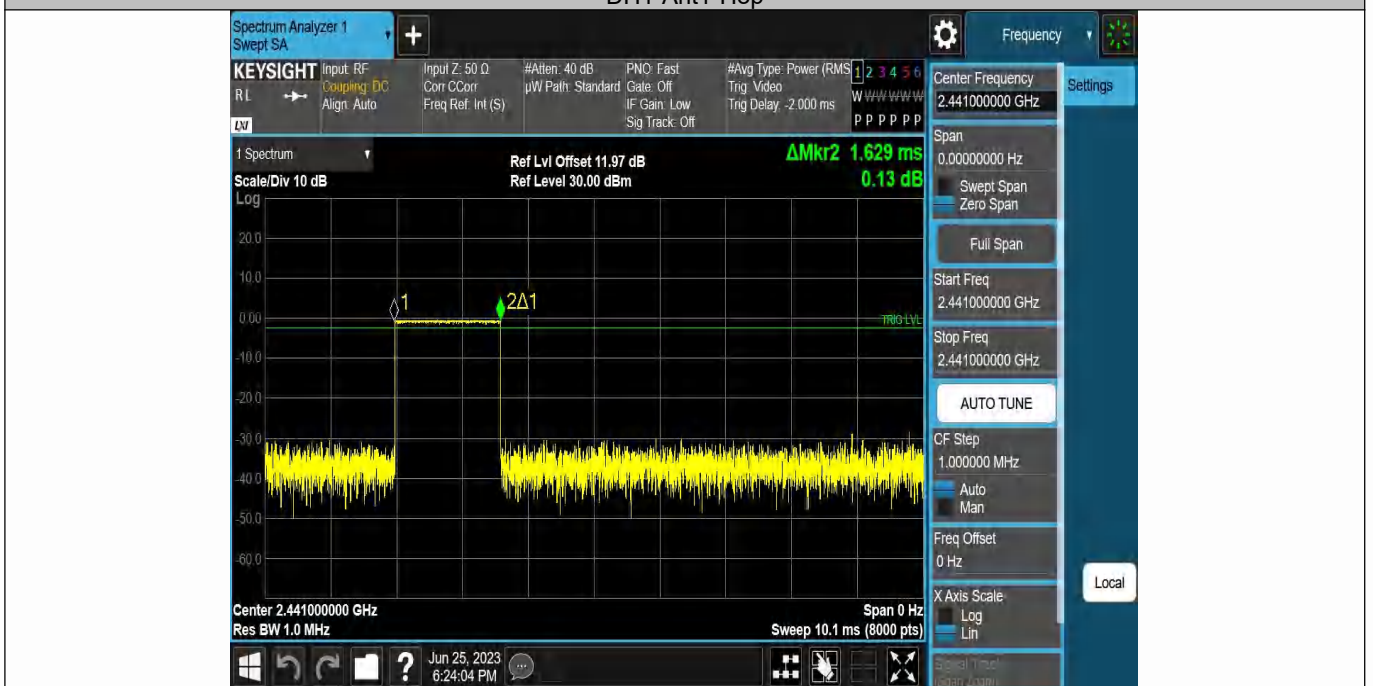 Spectrum Analyzer 1
Swept SA
+
Frequency
KEYSIGHT
RL
LXI
Input: RF
Coupling: DC
Align: Auto
Input Z: 50 Ω
Corr CCorr
Freq Ref: Int (S)
#Atten: 40 dB
µW Path: Standard
PNO: Fast
Gate: Off
IF Gain: Low
Sig Track: Off
#Avg Type: Power (RMS
Trig: Video
Trig Delay: -2.000 ms
1 2 3 4 5 6
W W W W W W
P P P P P P
Center Frequency
2.441000000 GHz
Settings
Span
0.00000000 Hz
Swept Span
Zero Span
Full Span
Start Freq
2.441000000 GHz
Stop Freq
2.441000000 GHz
AUTO TUNE
CF Step
1.000000 MHz
Auto
Man
Freq Offset
0 Hz
X Axis Scale
Log
Lin
Local
1 Spectrum
Scale/Div 10 dB
Log
Ref Lvl Offset 11.97 dB
Ref Level 30.00 dBm
ΔMkr2 1.629 ms
0.13 dB
20.0
10.0
0.00
-10.0
-20.0
-30.0
-40.0
-50.0
-60.0
1
2Δ1
TRIG LVL
Center 2.441000000 GHz
Res BW 1.0 MHz
Span 0 Hz
Sweep 10.1 ms (8000 pts)
?
Jun 25, 2023
6:24:04 PM